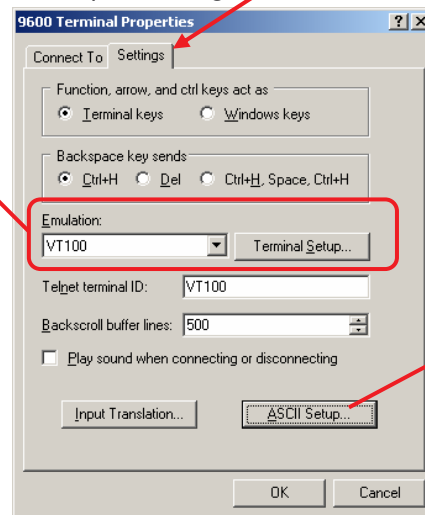 9600 Terminal Properties
Connect To Settings
Function, arrow, and ctrl keys act as
Terminal keys Windows keys
Backspace key sends
Ctrl+H Del Ctrl+H, Space, Ctrl+H
Emulation:
VT100 Terminal Setup...
Telnet terminal ID: VT100
Backscroll buffer lines: 500
Play sound when connecting or disconnecting
Input Translation... ASCII Setup...
OK Cancel